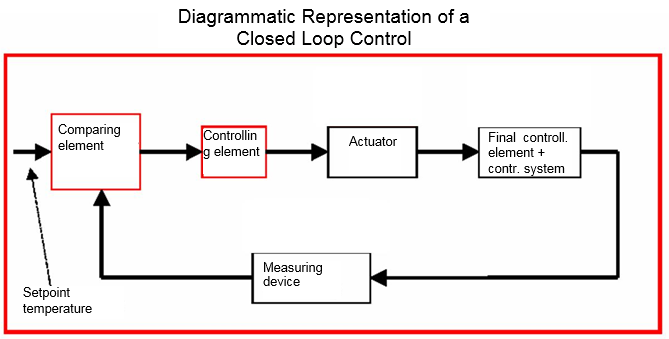 Diagrammatic Representation of a
Closed Loop Control
Comparing
element
Controllin
g element
Actuator
Final controll.
element +
contr. system
Measuring
device
Setpoint
temperature